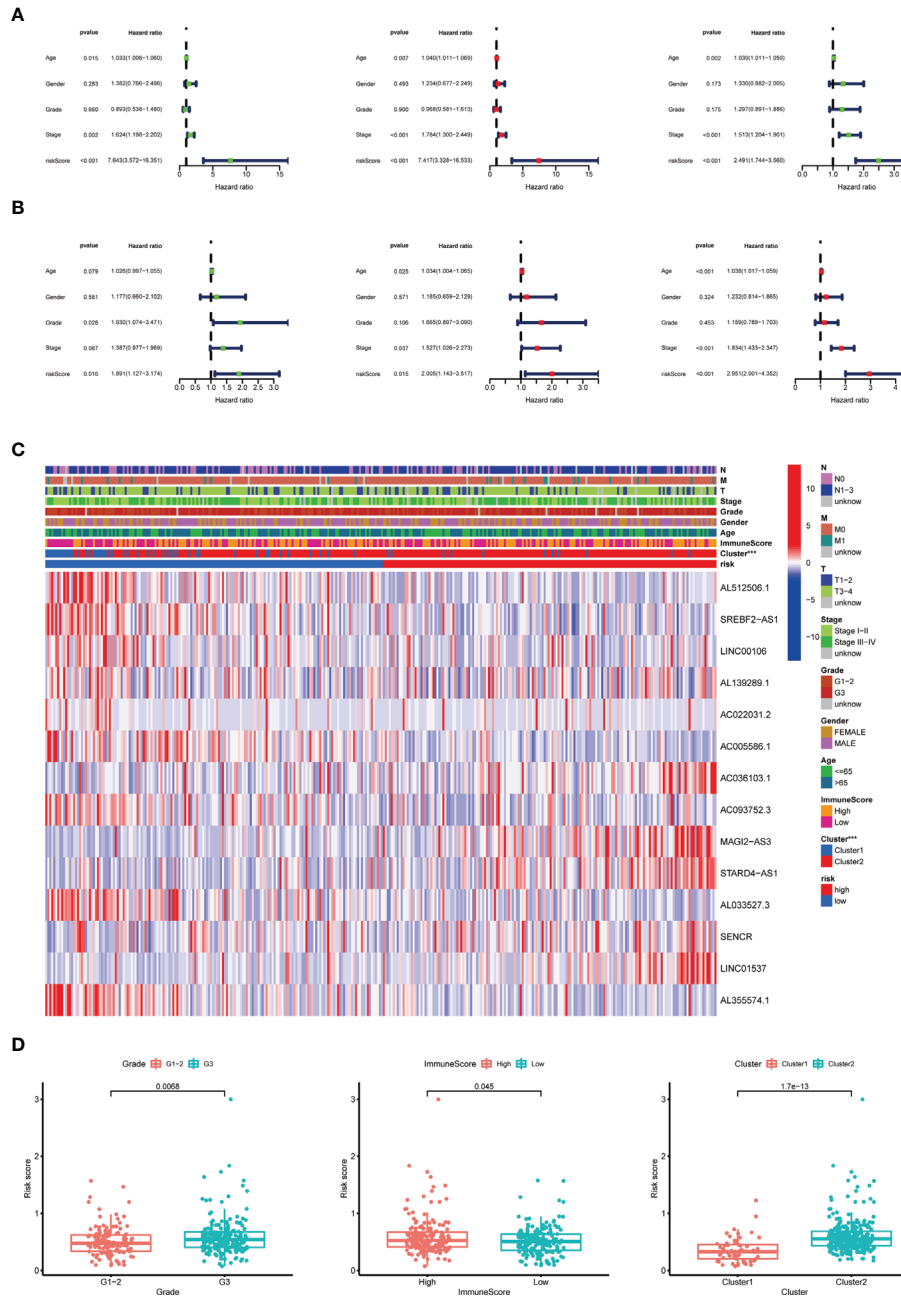 A
pvalue Hazard ratio
Age 0.015 1.033(1.006−1.060)
Gender 0.283 1.382(0.766−2.496)
Grade 0.660 0.893(0.538−1.480)
Stage 0.002 1.624(1.198−2.202)
riskScore <0.001 7.643(3.572−16.351)
0 5 10 15
Hazard ratio
pvalue Hazard ratio
Age 0.007 1.040(1.011−1.069)
Gender 0.493 1.234(0.677−2.249)
Grade 0.900 0.968(0.581−1.613)
Stage <0.001 1.784(1.300−2.449)
riskScore <0.001 7.417(3.328−16.533)
0 5 10 15
Hazard ratio
pvalue Hazard ratio
Age 0.002 1.030(1.011−1.050)
Gender 0.173 1.330(0.882−2.005)
Grade 0.175 1.297(0.891−1.886)
Stage <0.001 1.513(1.204−1.901)
riskScore <0.001 2.491(1.744−3.560)
0.0 1.0 2.0 3.0
Hazard ratio
B
pvalue Hazard ratio
Age 0.079 1.026(0.997−1.055)
Gender 0.581 1.177(0.660−2.102)
Grade 0.028 1.930(1.074−3.471)
Stage 0.067 1.387(0.977−1.969)
riskScore 0.016 1.891(1.127−3.174)
0.0 0.5 1.0 1.5 2.0 2.5 3.0
Hazard ratio
pvalue Hazard ratio
Age 0.025 1.034(1.004−1.065)
Gender 0.571 1.185(0.659−2.129)
Grade 0.106 1.665(0.897−3.090)
Stage 0.037 1.527(1.026−2.273)
riskScore 0.015 2.005(1.143−3.517)
0.0 1.0 2.0 3.0
Hazard ratio
pvalue Hazard ratio
Age <0.001 1.038(1.017−1.059)
Gender 0.324 1.232(0.814−1.865)
Grade 0.453 1.159(0.789−1.703)
Stage <0.001 1.834(1.433−2.347)
riskScore <0.001 2.951(2.001−4.352)
0 1 2 3 4
Hazard ratio
C
N
M
T
Stage
Grade
Gender
Age
ImmuneScore
Cluster***
risk
AL512506.1
SREBF2−AS1
LINC00106
AL139289.1
AC022031.2
AC005586.1
AC036103.1
AC093752.3
MAGI2−AS3
STARD4−AS1
AL033527.3
SENCR
LINC01537
AL355574.1
10
5
0
−5
−10
N
N0
N1−3
unknow
M
M0
M1
unknow
T
T1−2
T3−4
unknow
Stage
Stage I−II
Stage III−IV
unknow
Grade
G1−2
G3
unknow
Gender
FEMALE
MALE
Age
<=65
>65
ImmuneScore
High
Low
Cluster***
Cluster1
Cluster2
risk
high
low
D
Grade G1−2 G3
0.0068
3
2
1
0
Risk score
G1−2 G3
Grade
ImmuneScore High Low
0.045
3
2
1
0
Risk score
High Low
ImmuneScore
Cluster Cluster1 Cluster2
1.7e−13
3
2
1
0
Risk score
Cluster1 Cluster2
Cluster